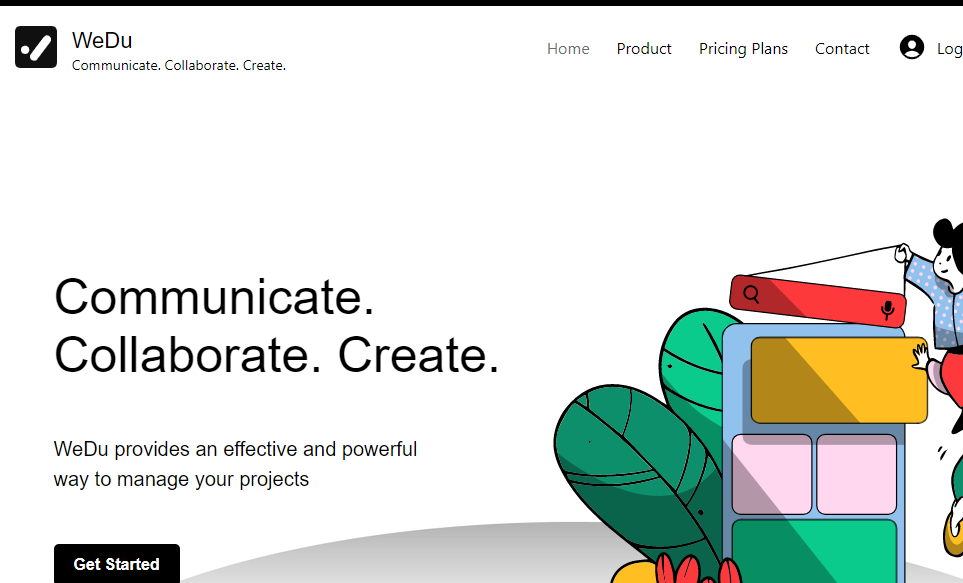 WeDu
Communicate. Collaborate. Create.
Home Product Pricing Plans Contact Log
Communicate.
Collaborate. Create.
WeDu provides an effective and powerful
way to manage your projects
Get Started